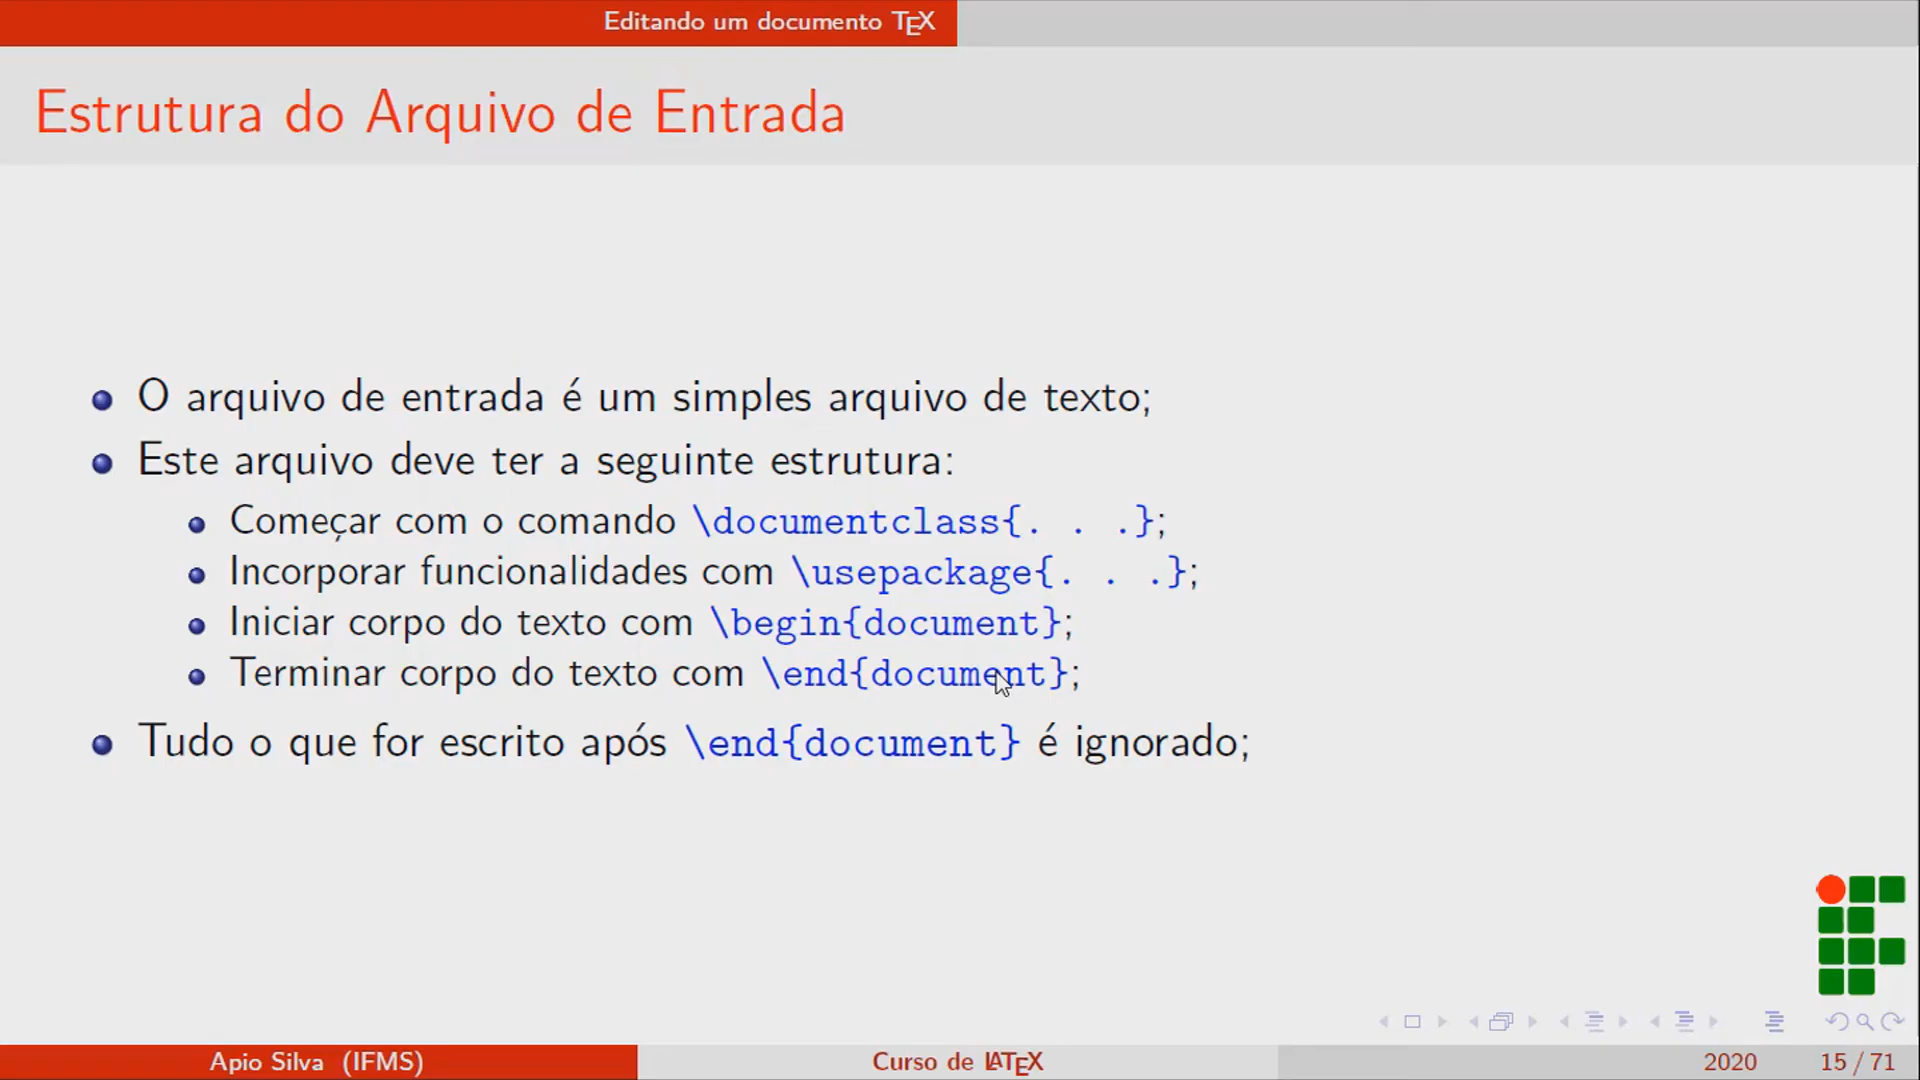 Editando um documento TEX
Estrutura do Arquivo de Entrada
O arquivo de entrada é um simples arquivo de texto;
Este arquivo deve ter a seguinte estrutura:
Começar com o comando \documentclass{. . .};
Incorporar funcionalidades com \usepackage{. . .};
Iniciar corpo do texto com \begin{document};
Terminar corpo do texto com \end{document};
Tudo o que for escrito após \end{document} é ignorado;
Apio Silva (IFMS) Curso de LATEX 2020 15 / 71